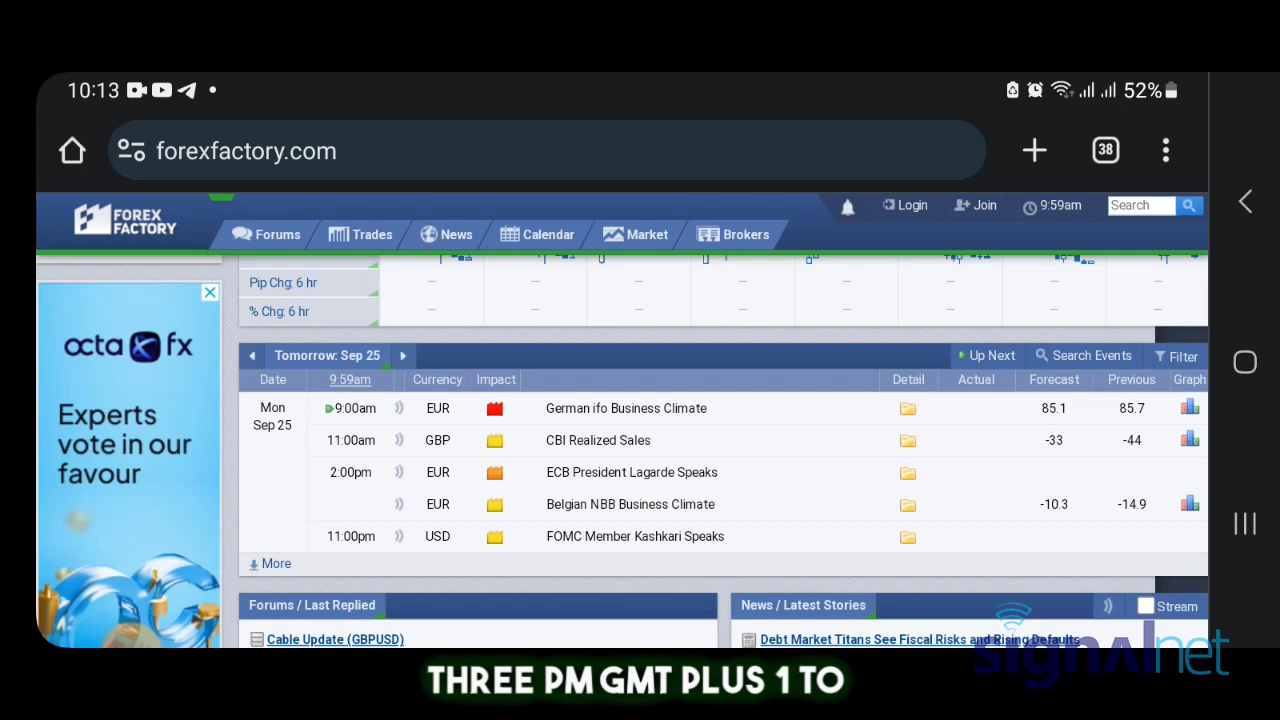 10:13
52%
forexfactory.com
38
FOREX FACTORY
Login
Join
9:59am
Search
Forums
Trades
News
Calendar
Market
Brokers
Pip Chg: 6 hr
— — — — — — — —
% Chg: 6 hr
— — — — — — — —
octa fx
Experts
vote in our
favour
Tomorrow: Sep 25
Up Next
Search Events
Filter
Date 9:59am Currency Impact Detail Actual Forecast Previous Graph
Mon Sep 25 9:00am EUR German ifo Business Climate 85.1 85.7
11:00am GBP CBI Realized Sales -33 -44
2:00pm EUR ECB President Lagarde Speaks
EUR Belgian NBB Business Climate -10.3 -14.9
11:00pm USD FOMC Member Kashkari Speaks
More
Forums / Last Replied
News / Latest Stories
Stream
Cable Update (GBPUSD)
Debt Market Titans See Fiscal Risks and Rising Defaults
signalnet
THREE PM GMT PLUS 1 TO